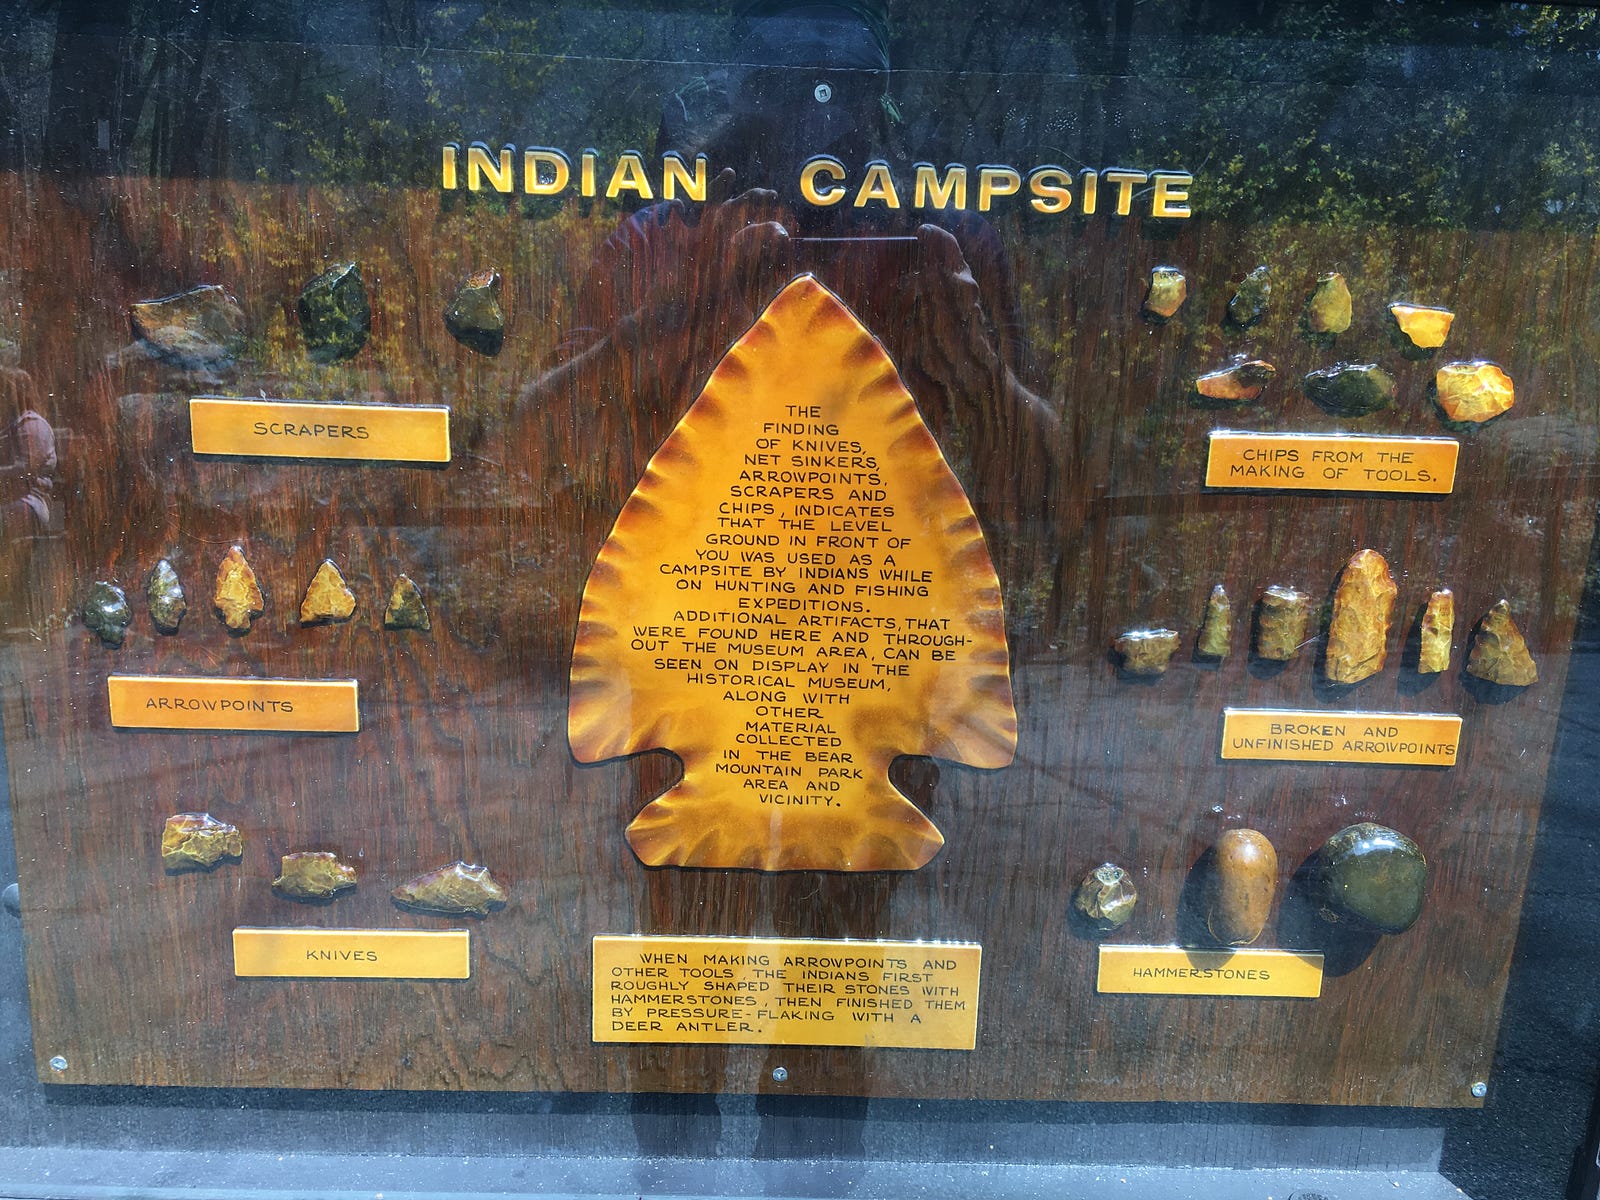 INDIAN CAMPSITE
SCRAPERS
CHIPS FROM THE
MAKING OF TOOLS.
THE
FINDING
OF KNIVES,
NET SINKERS,
ARROWPOINTS,
SCRAPERS AND
CHIPS, INDICATES
THAT THE LEVEL
GROUND IN FRONT OF
YOU WAS USED AS A
CAMPSITE BY INDIANS WHILE
ON HUNTING AND FISHING
EXPEDITIONS.
ADDITIONAL ARTIFACTS, THAT
WERE FOUND HERE AND THROUGH-
OUT THE MUSEUM AREA, CAN BE
SEEN ON DISPLAY IN THE
HISTORICAL MUSEUM,
ALONG WITH
OTHER
MATERIAL
COLLECTED
IN THE BEAR
MOUNTAIN PARK
AREA AND
VICINITY.
ARROWPOINTS
BROKEN AND
UNFINISHED ARROWPOINTS
KNIVES
HAMMERSTONES
WHEN MAKING ARROWPOINTS AND
OTHER TOOLS, THE INDIANS FIRST
ROUGHLY SHAPED THEIR STONES WITH
HAMMERSTONES, THEN FINISHED THEM
BY PRESSURE-FLAKING WITH A
DEER ANTLER.